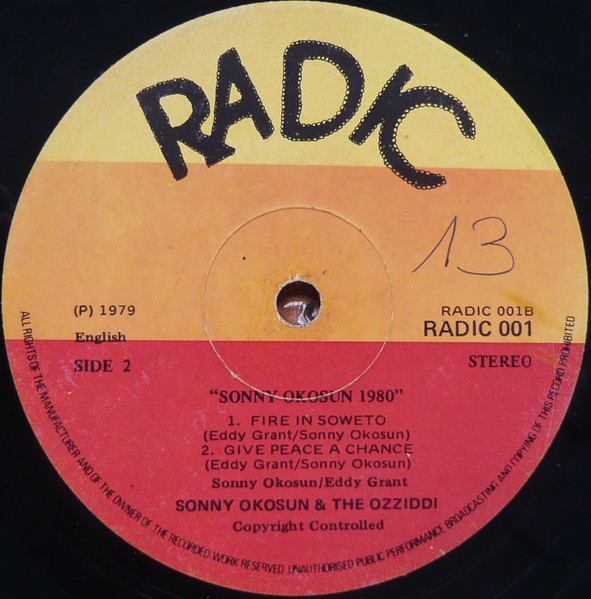 RADIC
13
(P) 1979
RADIC 001B
English
RADIC 001
SIDE 2
STEREO
"SONNY OKOSUN 1980"
1. FIRE IN SOWETO
(Eddy Grant/Sonny Okosun)
2. GIVE PEACE A CHANCE
(Eddy Grant/Sonny Okosun)
Sonny Okosun/Eddy Grant
SONNY OKOSUN & THE OZZIDDI
Copyright Controlled
ALL RIGHTS OF THE MANUFACTURER AND OF THE OWNER OF THE RECORDED WORK RESERVED. UNAUTHORISED PUBLIC PERFORMANCE BROADCASTING AND COPYING OF THIS RECORD PROHIBITED